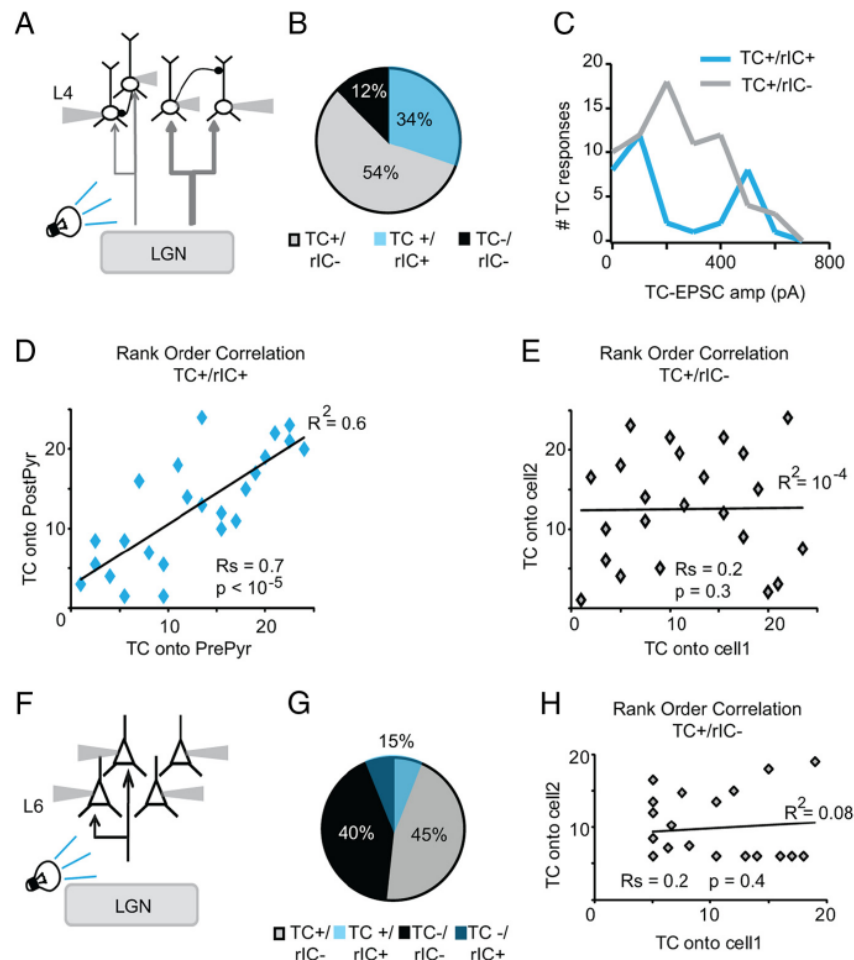 A
L4
LGN
B
12%
34%
54%
TC+/
rIC-
TC +/
rIC+
TC-/
rIC-
C
TC+/rIC+
TC+/rIC-
# TC responses
20
15
10
5
0
0
400
800
TC-EPSC amp (pA)
D
Rank Order Correlation
TC+/rIC+
R² = 0.6
TC onto PostPyr
20
10
0
Rs = 0.7
p < 10⁻⁵
10
20
TC onto PrePyr
E
Rank Order Correlation
TC+/rIC-
R² = 10⁻⁴
TC onto cell2
20
10
0
Rs = 0.2
p = 0.3
0
10
20
TC onto cell1
F
L6
LGN
G
15%
40%
45%
TC+/
rIC-
TC +/
rIC+
TC-/
rIC-
TC -/
rIC+
H
Rank Order Correlation
TC+/rIC-
TC onto cell2
20
10
0
R² = 0.08
Rs = 0.2 p = 0.4
0
10
20
TC onto cell1